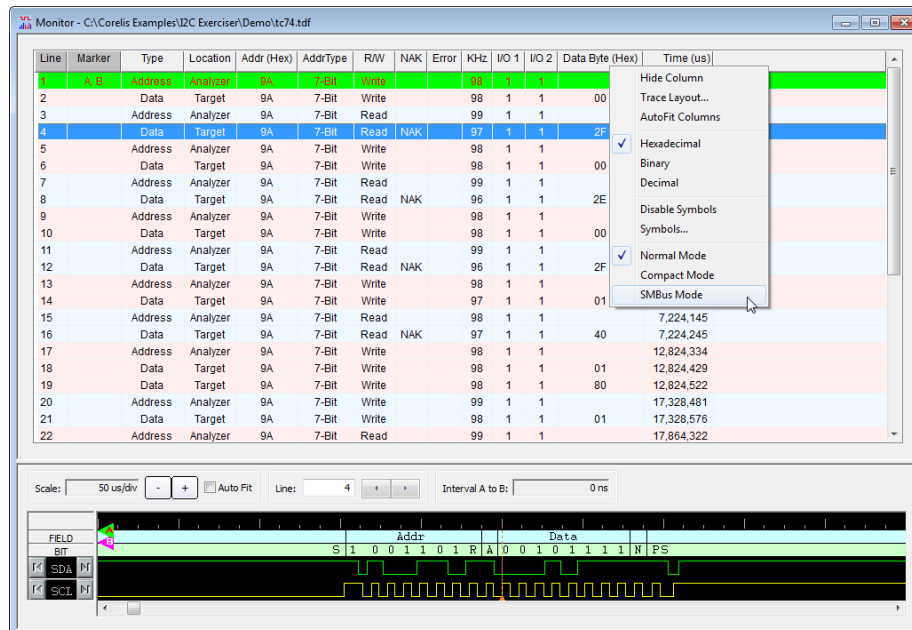 Monitor - C:\Corelis Examples\I2C Exerciser\Demo\tc74.tdf
Line Marker Type Location Addr (Hex) AddrType R/W NAK Error KHz I/O 1 I/O 2 Data Byte (Hex) Time (us)
1 A, B Address Analyzer 9A 7-Bit Write 98 1 1
2 Data Target 9A 7-Bit Write 98 1 1 00
3 Address Analyzer 9A 7-Bit Read 99 1 1
4 Data Target 9A 7-Bit Read NAK 97 1 1 2F
5 Address Analyzer 9A 7-Bit Write 98 1 1
6 Data Target 9A 7-Bit Write 98 1 1 00
7 Address Analyzer 9A 7-Bit Read 99 1 1
8 Data Target 9A 7-Bit Read NAK 96 1 1 2E
9 Address Analyzer 9A 7-Bit Write 98 1 1
10 Data Target 9A 7-Bit Write 98 1 1 00
11 Address Analyzer 9A 7-Bit Read 99 1 1
12 Data Target 9A 7-Bit Read NAK 96 1 1 2F
13 Address Analyzer 9A 7-Bit Write 98 1 1
14 Data Target 9A 7-Bit Write 97 1 1 01
15 Address Analyzer 9A 7-Bit Read 98 1 1 7,224,145
16 Data Target 9A 7-Bit Read NAK 97 1 1 40 7,224,245
17 Address Analyzer 9A 7-Bit Write 98 1 1 12,824,334
18 Data Target 9A 7-Bit Write 98 1 1 01 12,824,429
19 Data Target 9A 7-Bit Write 98 1 1 80 12,824,522
20 Address Analyzer 9A 7-Bit Write 99 1 1 17,328,481
21 Data Target 9A 7-Bit Write 98 1 1 01 17,328,576
22 Address Analyzer 9A 7-Bit Read 99 1 1 17,864,322
Hide Column
Trace Layout...
AutoFit Columns
Hexadecimal
Binary
Decimal
Disable Symbols
Symbols...
Normal Mode
Compact Mode
SMBus Mode
Scale: 50 us/div - + Auto Fit Line: 4 Interval A to B: 0 ns
A
B
FIELD Addr Data
BIT S 1 0 0 1 1 0 1 R A 0 0 1 0 1 1 1 1 N PS
SDA
SCL